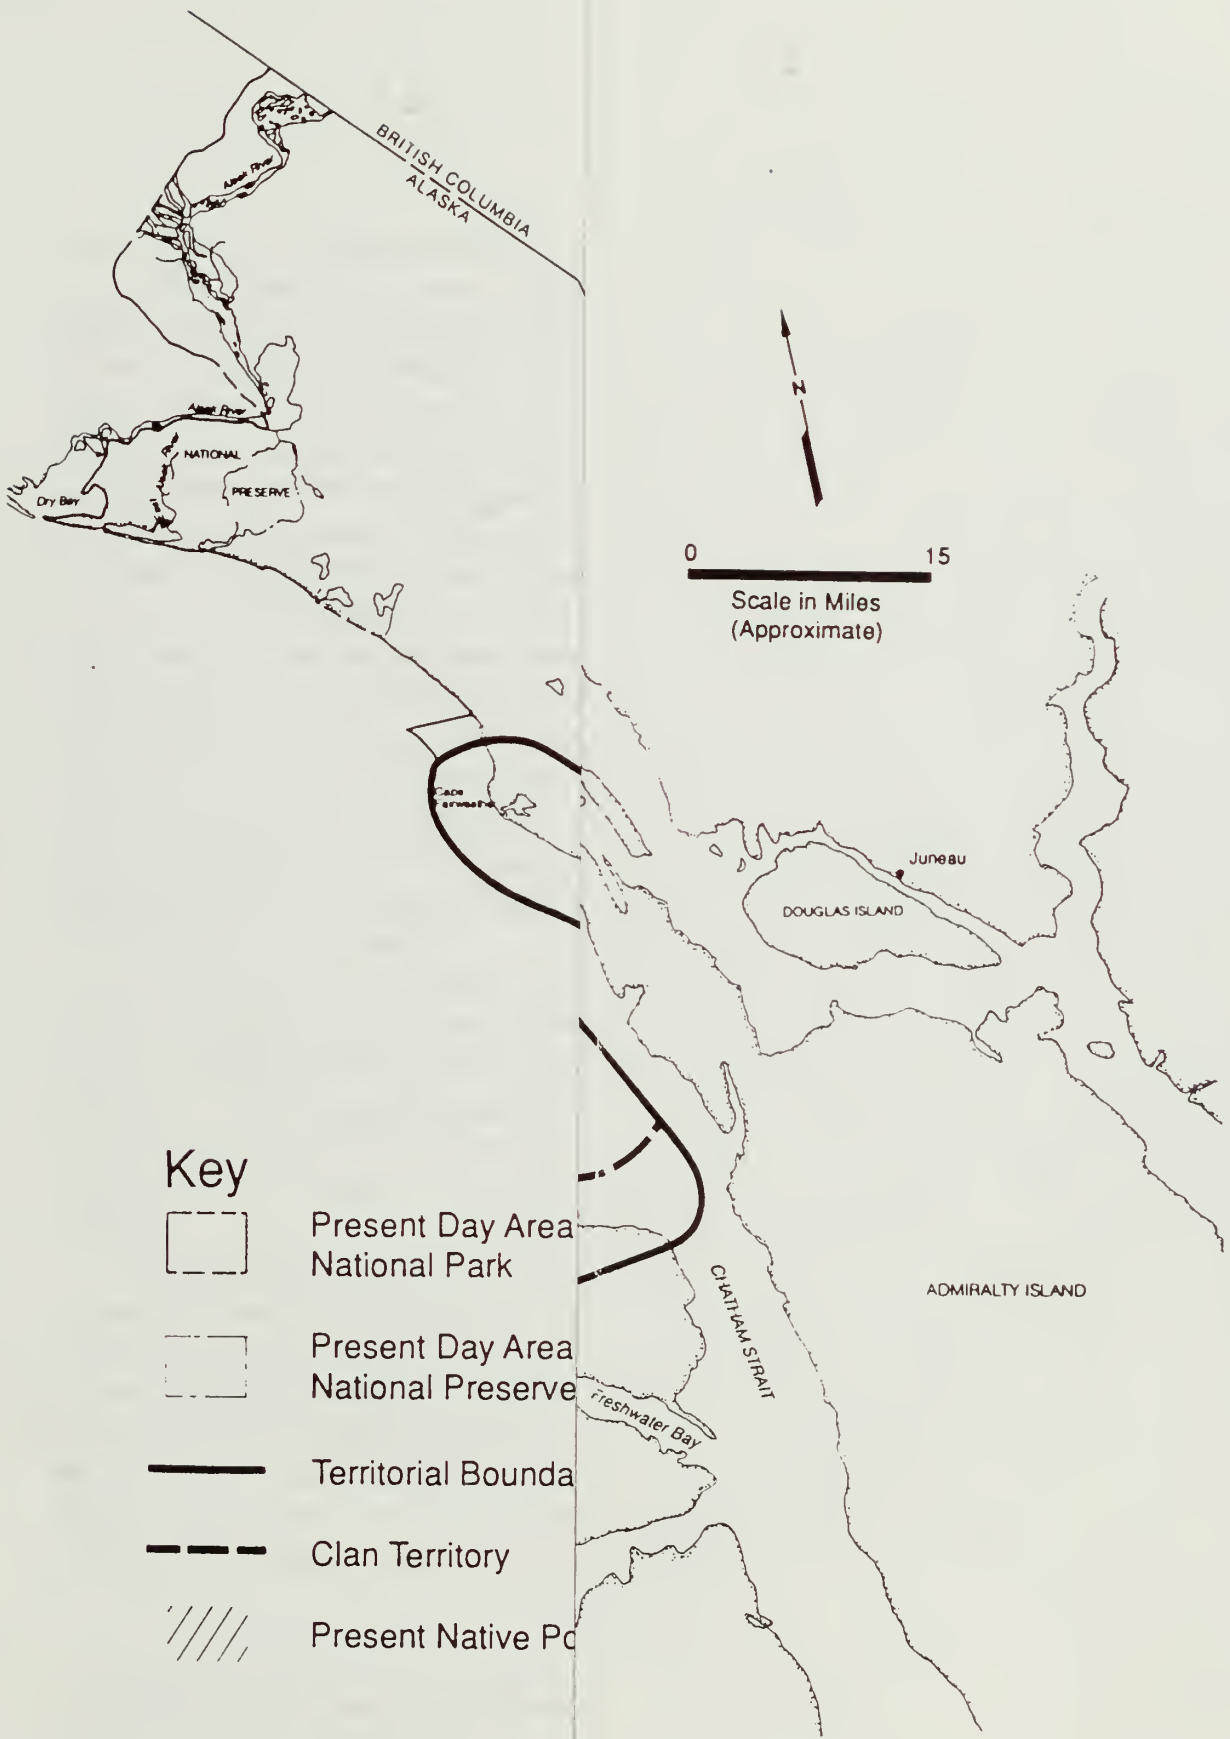 BRITISH COLUMBIA
ALASKA
Alsek River
Alsek River
NATIONAL
PRESERVE
Dry Bay
N
0 15
Scale in Miles
(Approximate)
Cape
Fairweather
Juneau
DOUGLAS ISLAND
Key
Present Day Area
National Park
Present Day Area
National Preserve
Territorial Bounda
Clan Territory
Present Native Po
CHATHAM STRAIT
ADMIRALTY ISLAND
Freshwater Bay